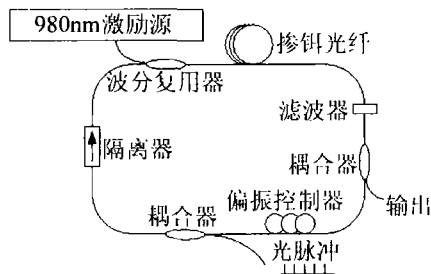 980nm激励源
掺铒光纤
波分复用器
滤波器
隔离器
耦合器
偏振控制器
输出
耦合器
光脉冲